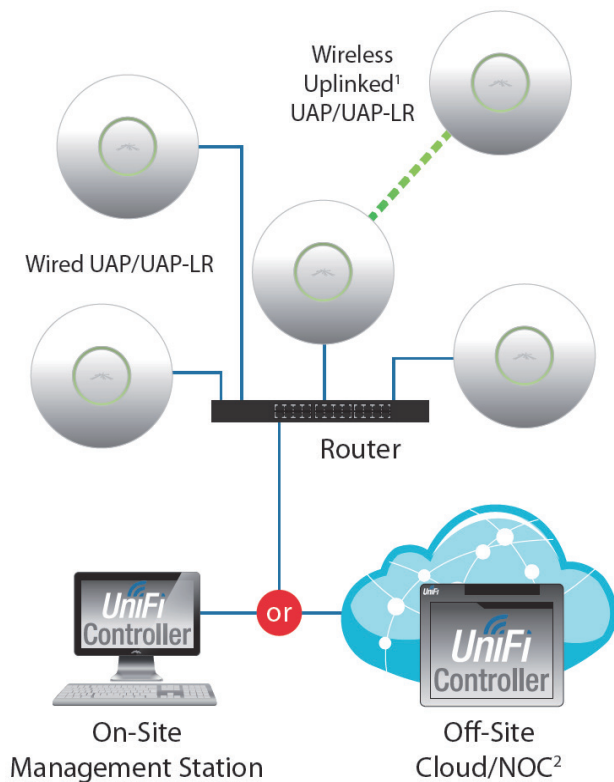 Wireless
Uplinked¹
UAP/UAP-LR
Wired UAP/UAP-LR
Router
UniFi
Controller
or
UniFi
UniFi
Controller
On-Site
Management Station
Off-Site
Cloud/NOC²